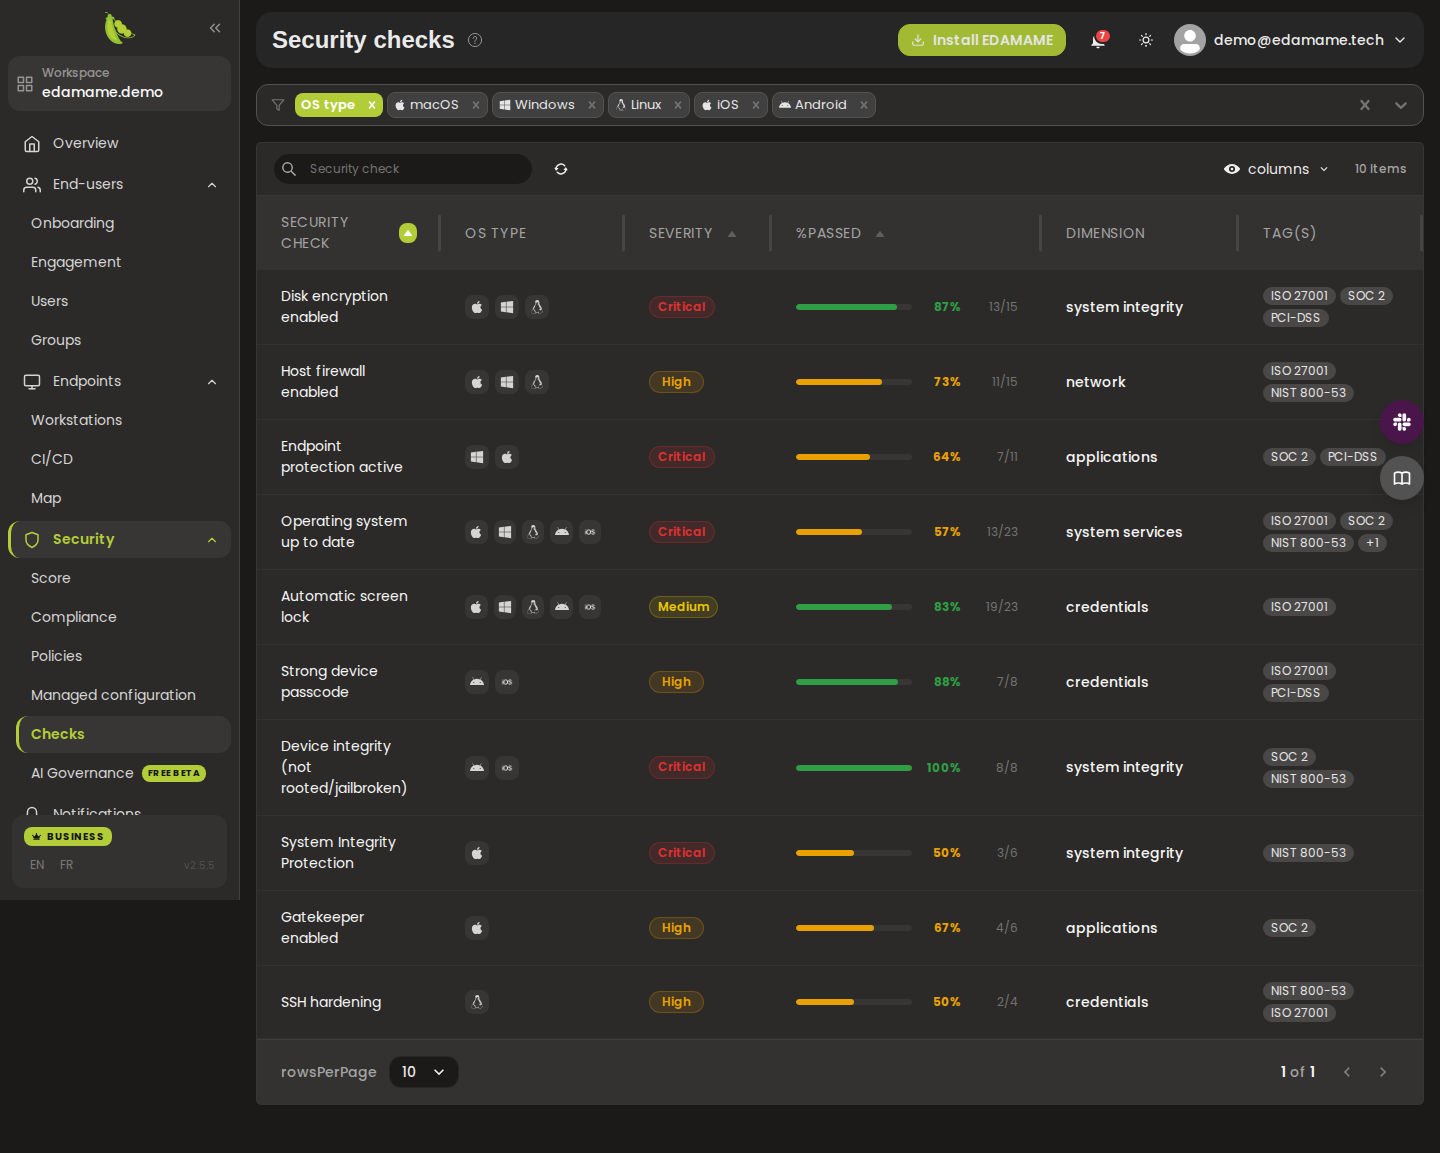 Workspace
edamame.demo
Overview
End-users
Onboarding
Engagement
Users
Groups
Endpoints
Workstations
CI/CD
Map
Security
Score
Compliance
Policies
Managed configuration
Checks
AI Governance FREE BETA
Notifications
BUSINESS
EN FR v2.5.5
Security checks
Install EDAMAME
7
demo@edamame.tech
OS type x macOS x Windows x Linux x iOS x Android x
Security check
columns
10 Items
SECURITY CHECK OS TYPE SEVERITY %PASSED DIMENSION TAG(S)
Disk encryption enabled Critical 87% 13/15 system integrity ISO 27001 SOC 2 PCI-DSS
Host firewall enabled High 73% 11/15 network ISO 27001 NIST 800-53
Endpoint protection active Critical 64% 7/11 applications SOC 2 PCI-DSS
Operating system up to date iOS Critical 57% 13/23 system services ISO 27001 SOC 2 NIST 800-53 +1
Automatic screen lock iOS Medium 83% 19/23 credentials ISO 27001
Strong device passcode iOS High 88% 7/8 credentials ISO 27001 PCI-DSS
Device integrity (not rooted/jailbroken) iOS Critical 100% 8/8 system integrity SOC 2 NIST 800-53
System Integrity Protection Critical 50% 3/6 system integrity NIST 800-53
Gatekeeper enabled High 67% 4/6 applications SOC 2
SSH hardening High 50% 2/4 credentials NIST 800-53 ISO 27001
rowsPerPage 10
1 of 1